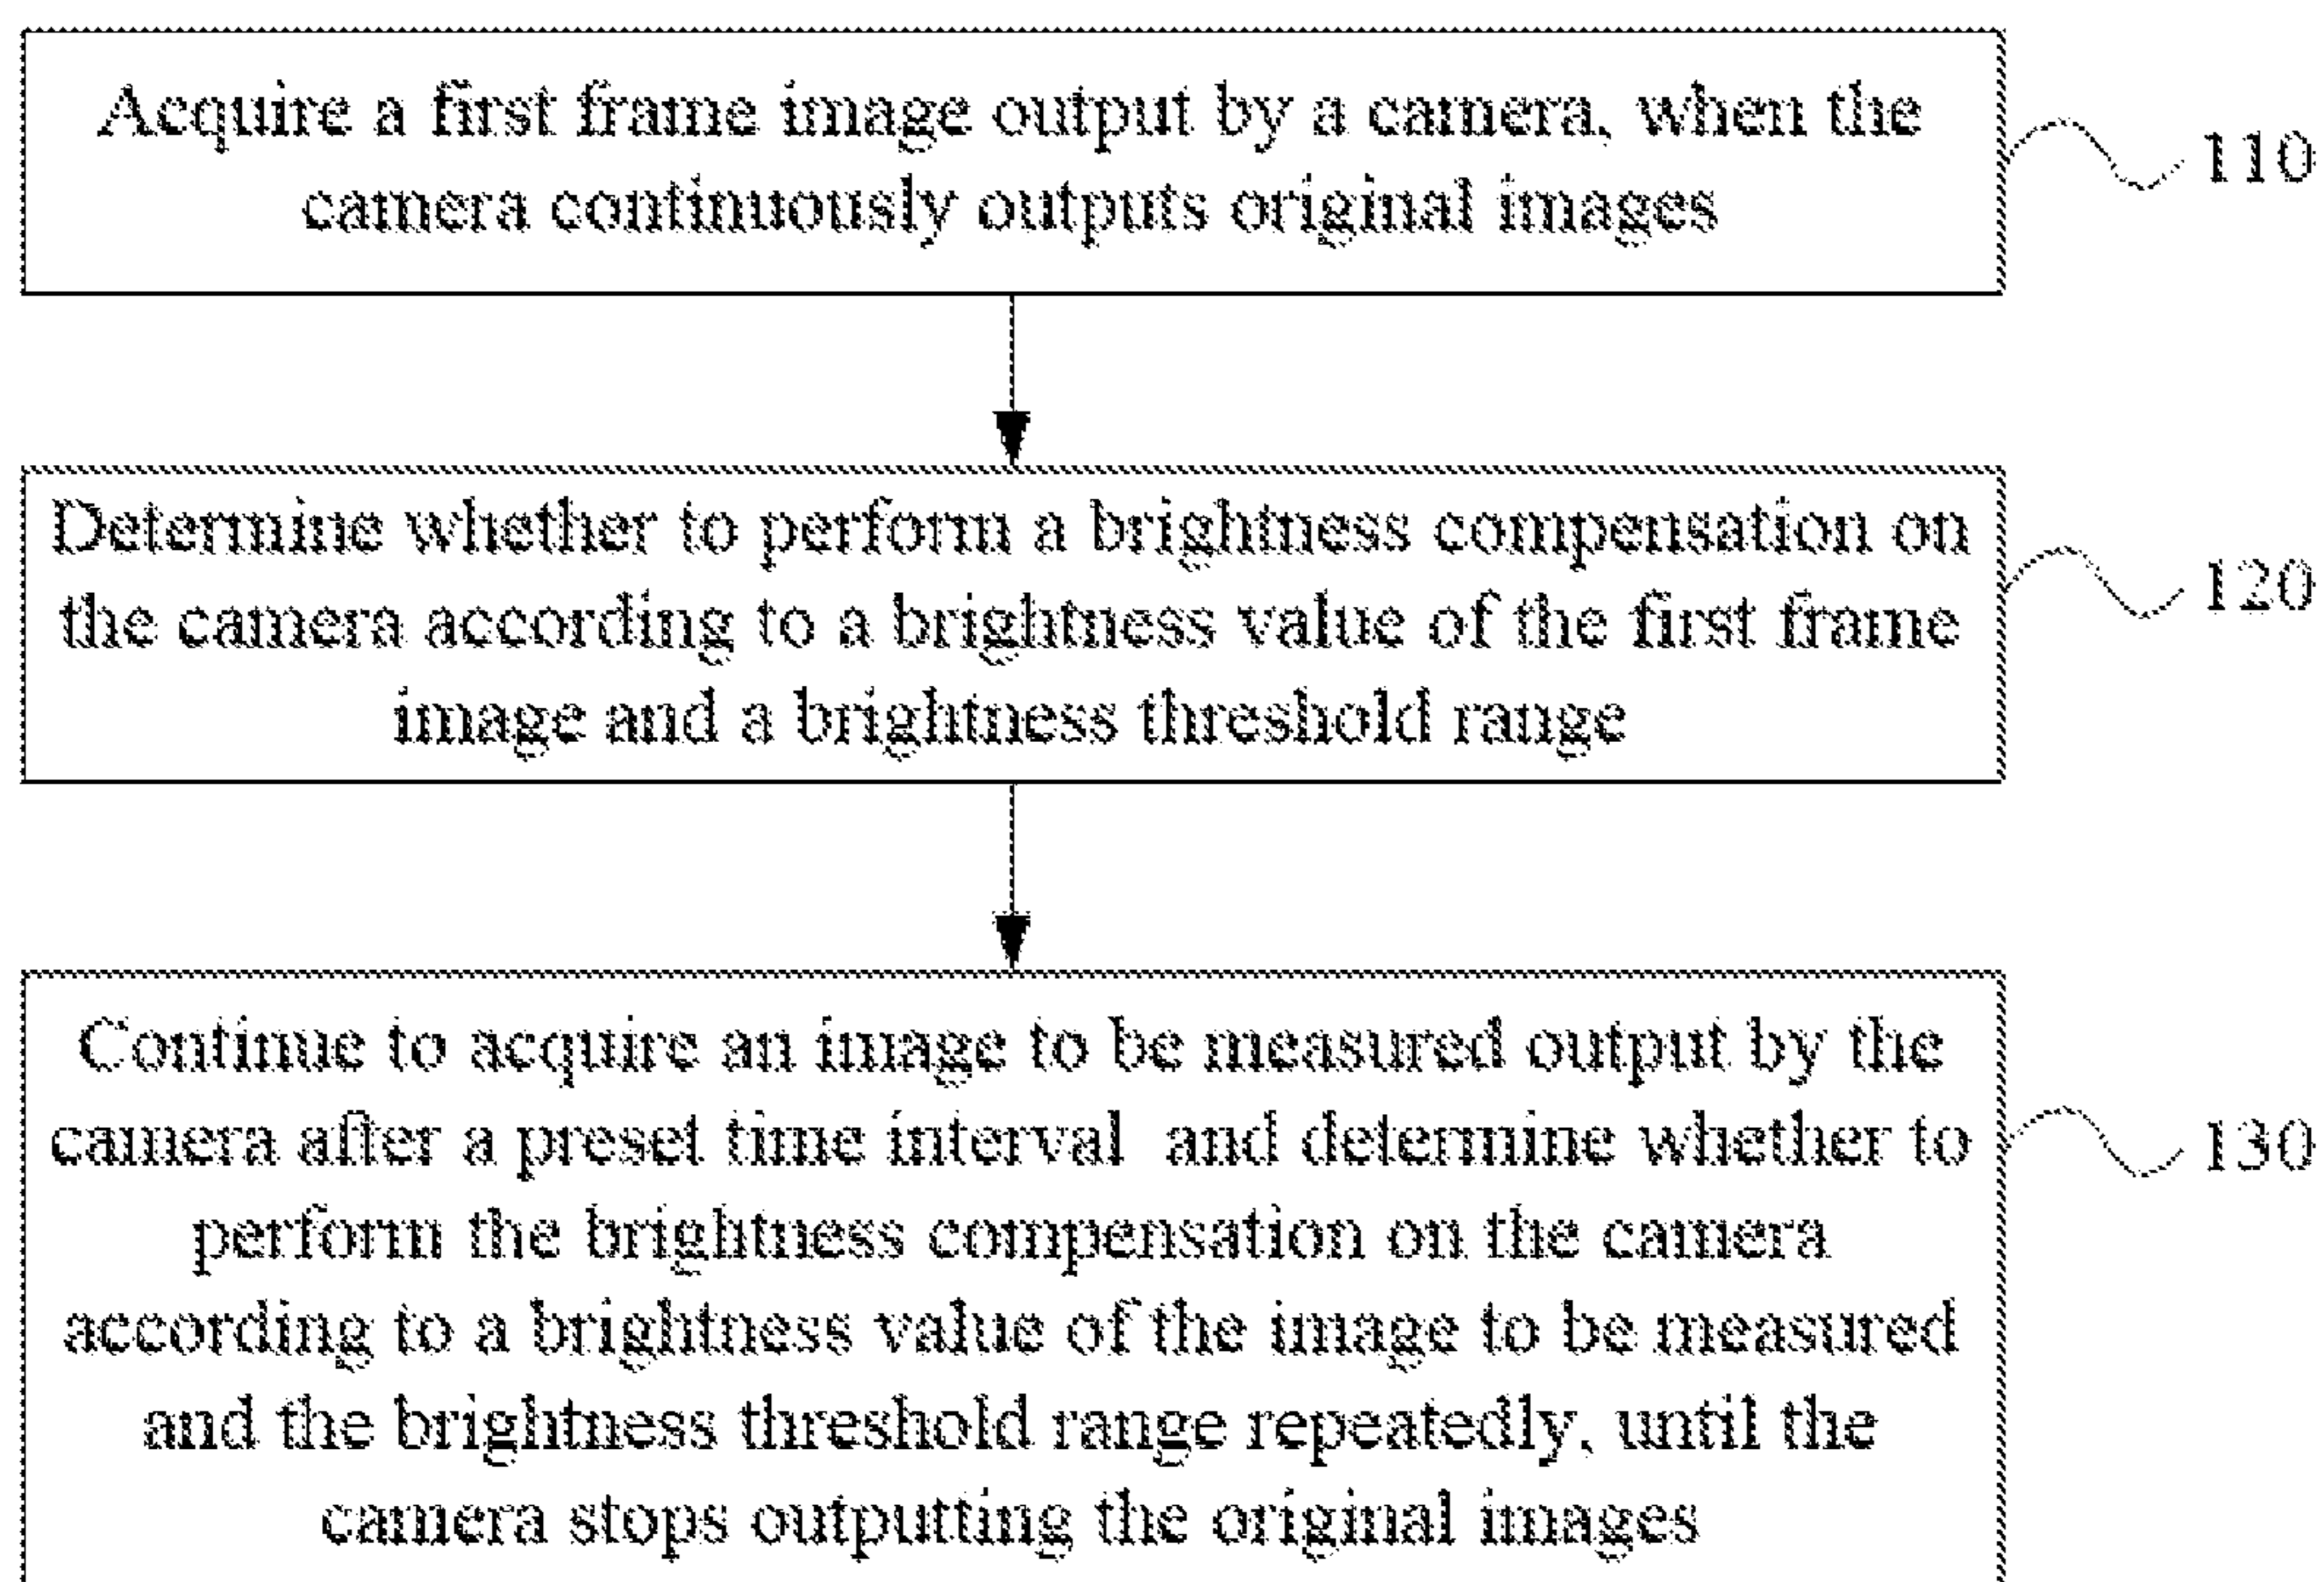 Acquire a first frame image output by a camera, when the
camera continuously outputs original images
110
Determine whether to perform a brightness compensation on
the camera according to a brightness value of the first frame
image and a brightness threshold range
120
Continue to acquire an image to be measured output by the
camera after a preset time interval and determine whether to
perform the brightness compensation on the camera
according to a brightness value of the image to be measured
and the brightness threshold range repeatedly, until the
camera stops outputting the original images
130